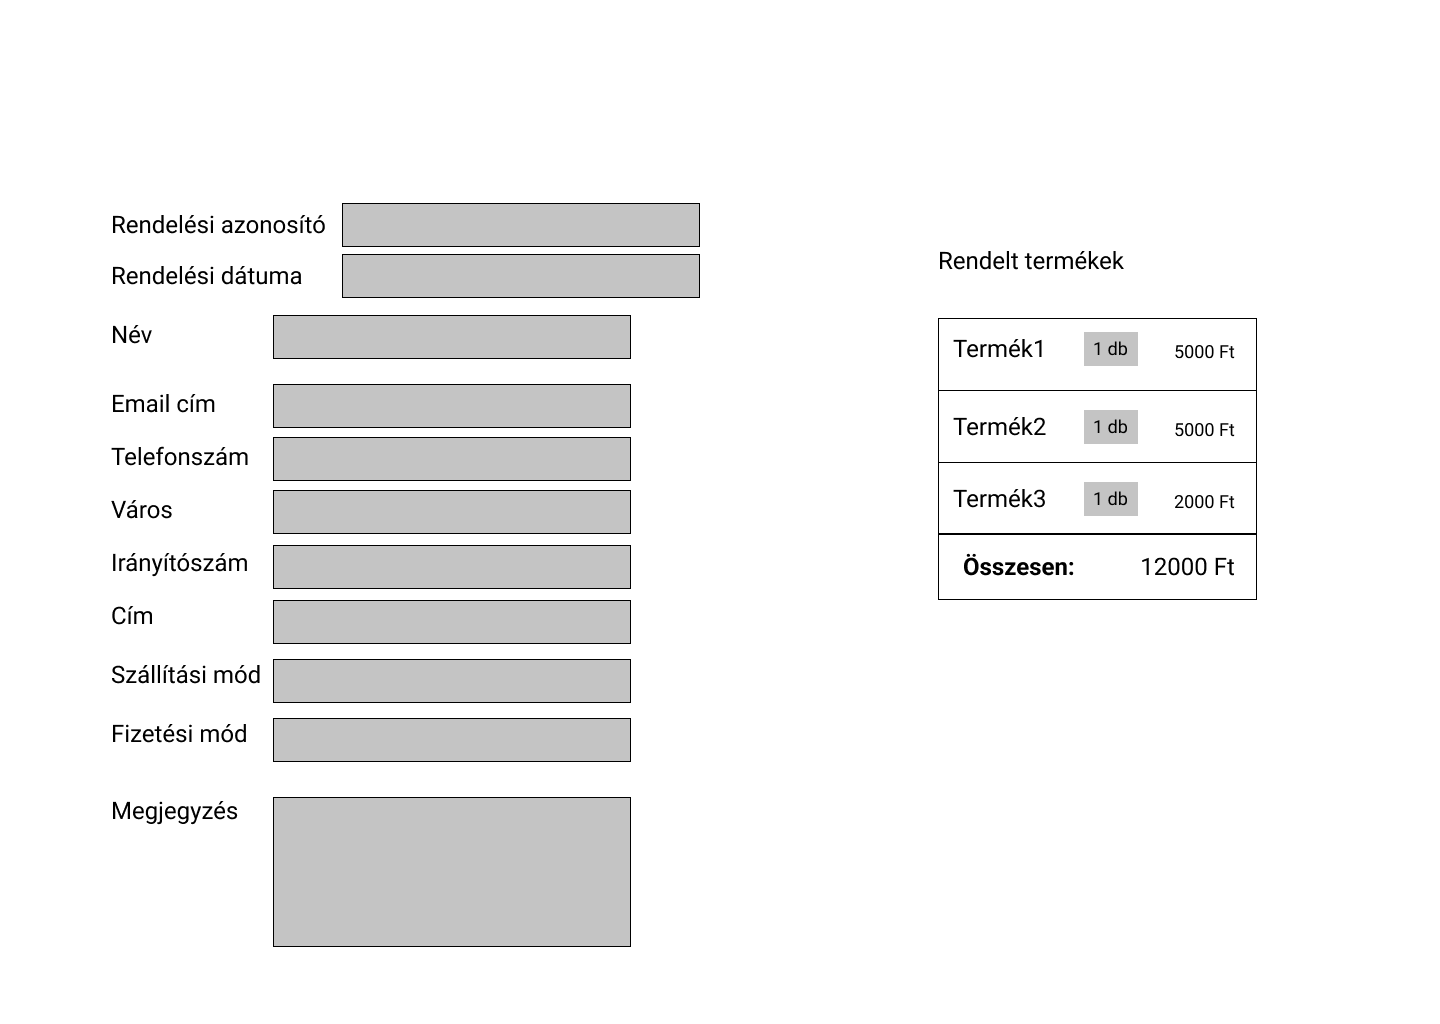 Rendelési azonosító
Rendelési dátuma
Név
Email cím
Telefonszám
Város
Irányítószám
Cím
Szállítási mód
Fizetési mód
Megjegyzés
Rendelt termékek
Termék1 1 db 5000 Ft
Termék2 1 db 5000 Ft
Termék3 1 db 2000 Ft
Összesen: 12000 Ft